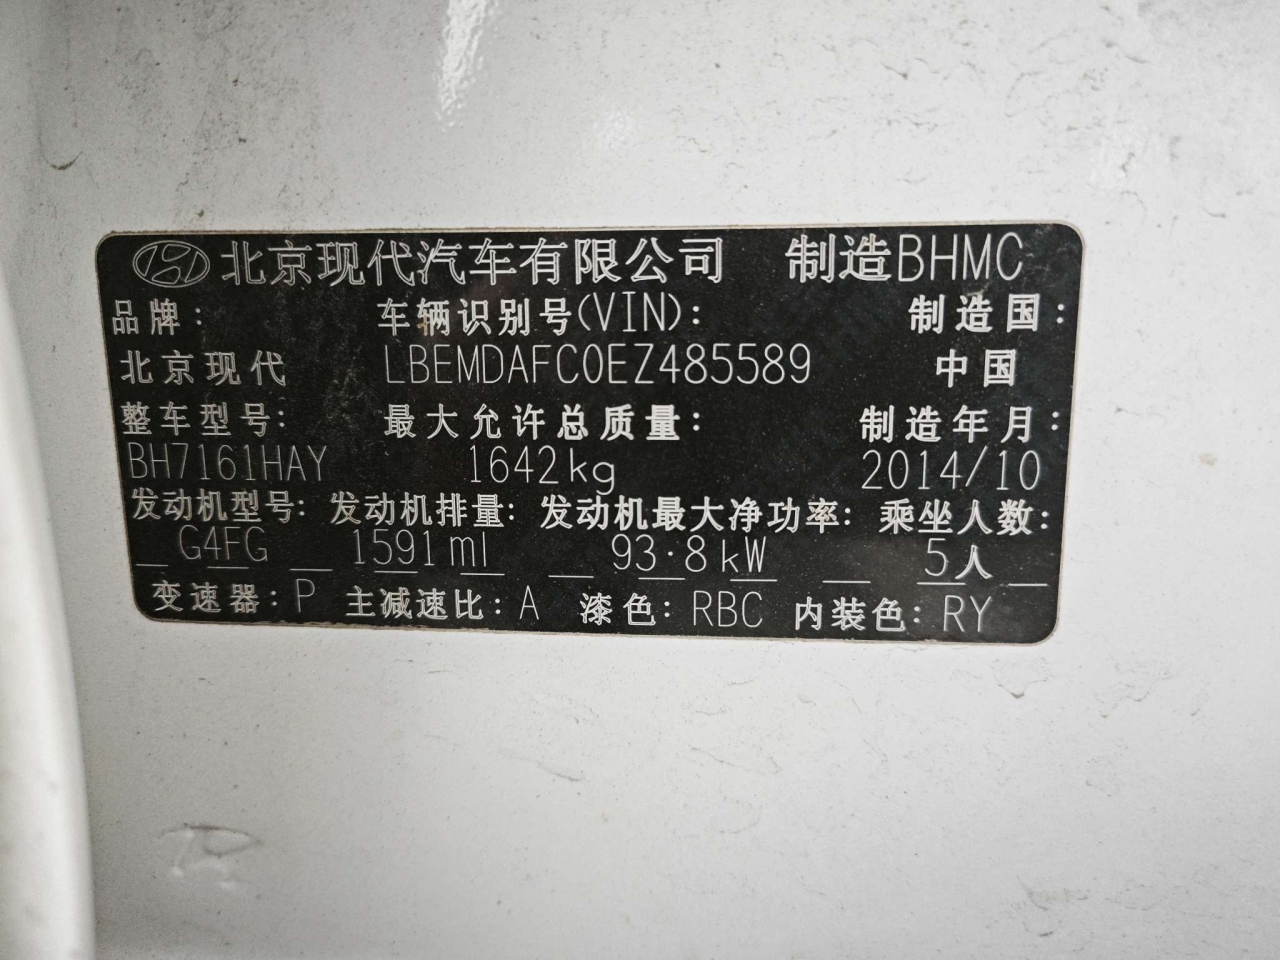 北京现代汽车有限公司 制造BHMC
品牌: 车辆识别号(VIN): 制造国:
北京现代 LBEMDAFC0EZ485589 中国
整车型号: 最大允许总质量: 制造年月:
BH7161HAY 1642kg 2014/10
发动机型号: 发动机排量: 发动机最大净功率: 乘坐人数:
G4FG 1591ml 93·8kW 5人
变速器: P 主减速比: A 漆色: RBC 内装色: RY